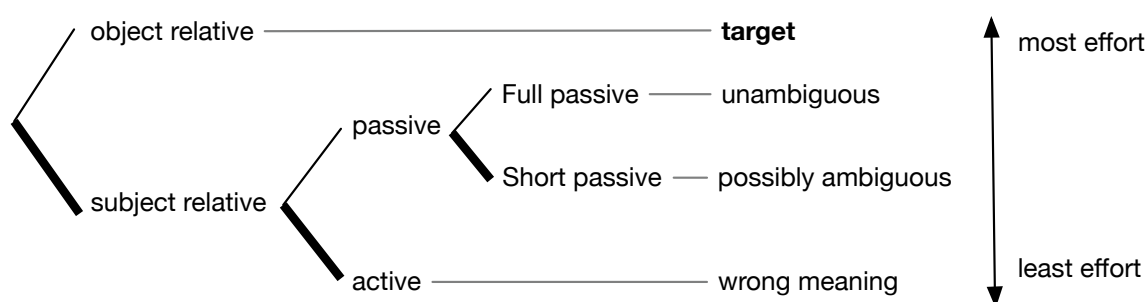 object relative target
most effort
Full passive unambiguous
passive
Short passive possibly ambiguous
subject relative
least effort
active wrong meaning